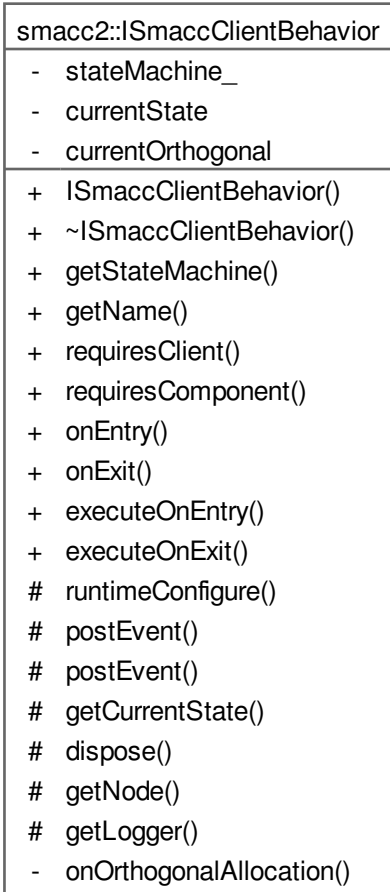 smacc2::ISmaccClientBehavior
- stateMachine_
- currentState
- currentOrthogonal
+ ISmaccClientBehavior()
+ ~ISmaccClientBehavior()
+ getStateMachine()
+ getName()
+ requiresClient()
+ requiresComponent()
+ onEntry()
+ onExit()
+ executeOnEntry()
+ executeOnExit()
# runtimeConfigure()
# postEvent()
# postEvent()
# getCurrentState()
# dispose()
# getNode()
# getLogger()
- onOrthogonalAllocation()